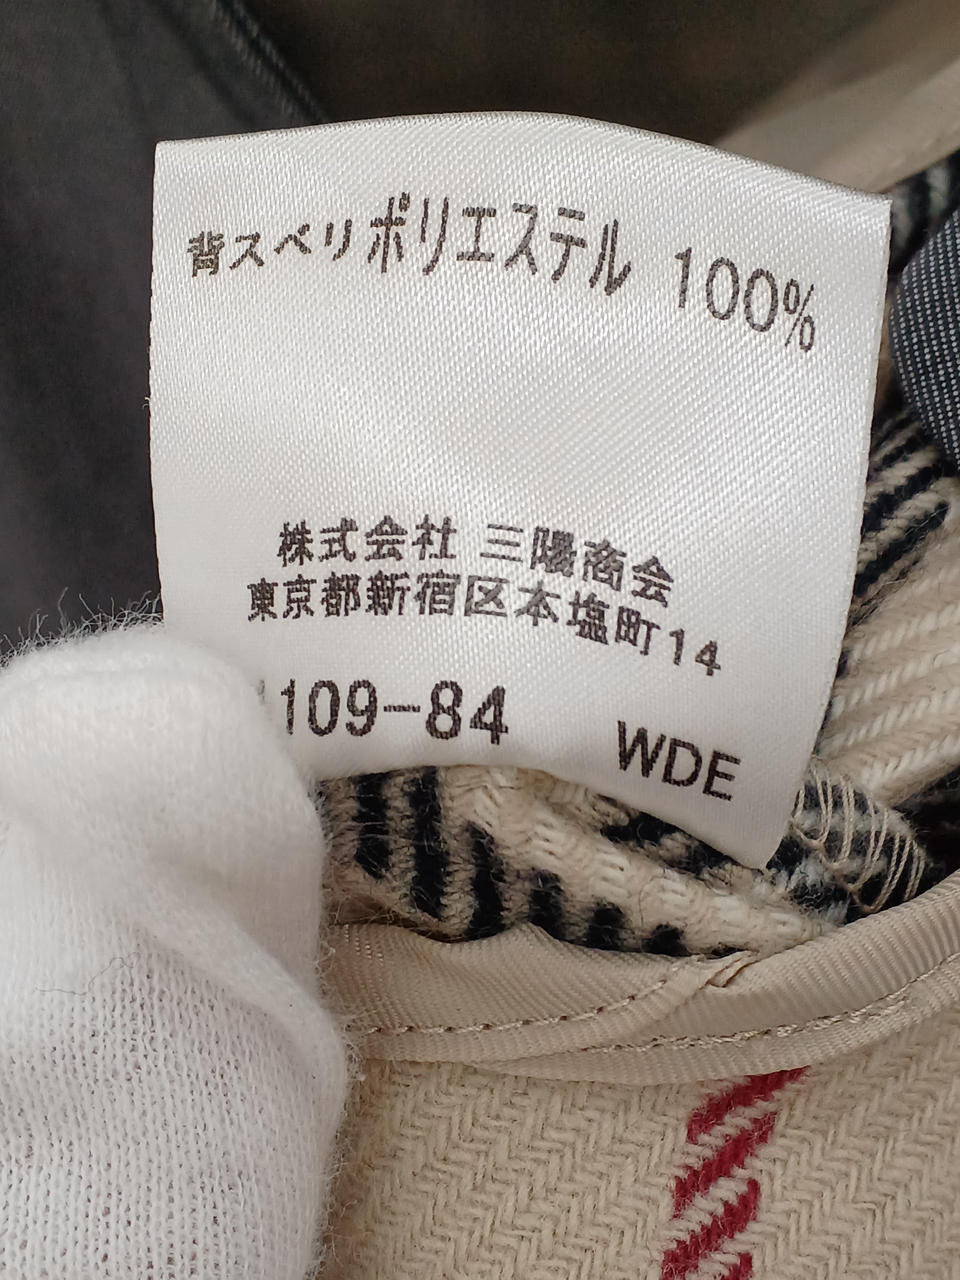 背スベリポリエステル 100%
株式会社 三陽商会
東京都新宿区本塩町14
109-84 WDE